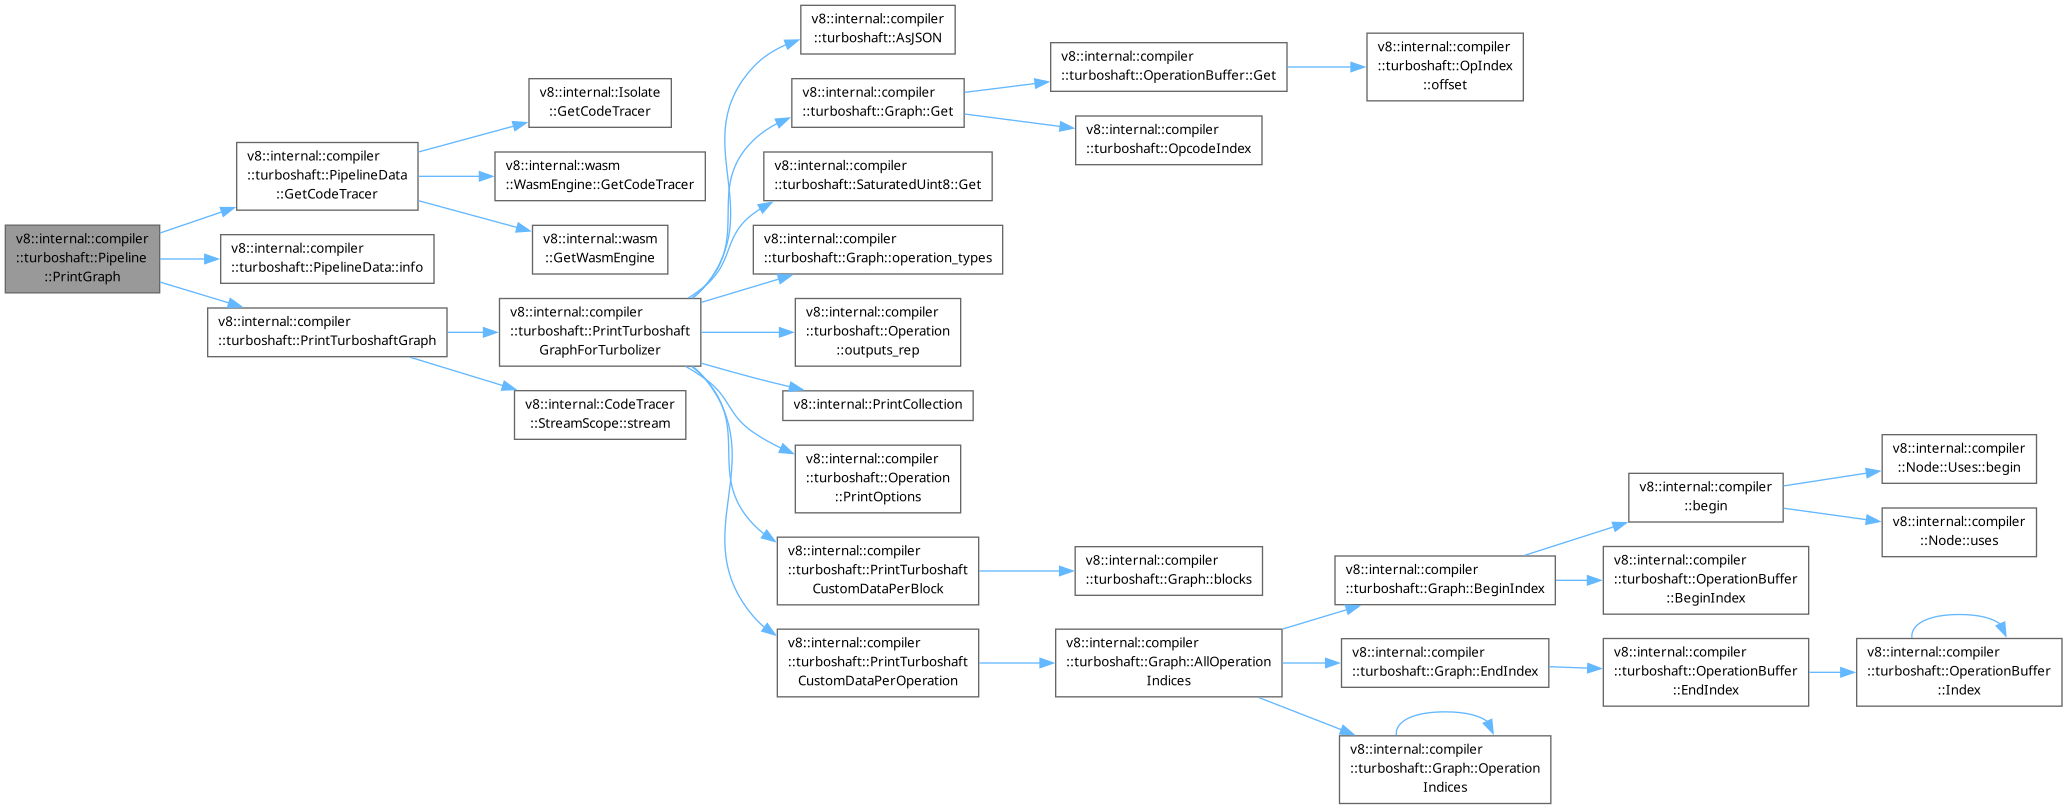 v8::internal::compiler
::turboshaft::Pipeline
::PrintGraph
v8::internal::compiler
::turboshaft::PipelineData
::GetCodeTracer
v8::internal::Isolate
::GetCodeTracer
v8::internal::wasm
::WasmEngine::GetCodeTracer
v8::internal::wasm
::GetWasmEngine
v8::internal::compiler
::turboshaft::PipelineData::info
v8::internal::compiler
::turboshaft::PrintTurboshaftGraph
v8::internal::compiler
::turboshaft::PrintTurboshaft
GraphForTurbolizer
v8::internal::CodeTracer
::StreamScope::stream
v8::internal::compiler
::turboshaft::AsJSON
v8::internal::compiler
::turboshaft::Graph::Get
v8::internal::compiler
::turboshaft::OperationBuffer::Get
v8::internal::compiler
::turboshaft::OpIndex
::offset
v8::internal::compiler
::turboshaft::OpcodeIndex
v8::internal::compiler
::turboshaft::SaturatedUint8::Get
v8::internal::compiler
::turboshaft::Graph::operation_types
v8::internal::compiler
::turboshaft::Operation
::outputs_rep
v8::internal::PrintCollection
v8::internal::compiler
::turboshaft::Operation
::PrintOptions
v8::internal::compiler
::turboshaft::PrintTurboshaft
CustomDataPerBlock
v8::internal::compiler
::turboshaft::Graph::blocks
v8::internal::compiler
::turboshaft::PrintTurboshaft
CustomDataPerOperation
v8::internal::compiler
::turboshaft::Graph::AllOperation
Indices
v8::internal::compiler
::turboshaft::Graph::BeginIndex
v8::internal::compiler
::begin
v8::internal::compiler
::Node::Uses::begin
v8::internal::compiler
::Node::uses
v8::internal::compiler
::turboshaft::OperationBuffer
::BeginIndex
v8::internal::compiler
::turboshaft::Graph::EndIndex
v8::internal::compiler
::turboshaft::OperationBuffer
::EndIndex
v8::internal::compiler
::turboshaft::OperationBuffer
::Index
v8::internal::compiler
::turboshaft::Graph::Operation
Indices